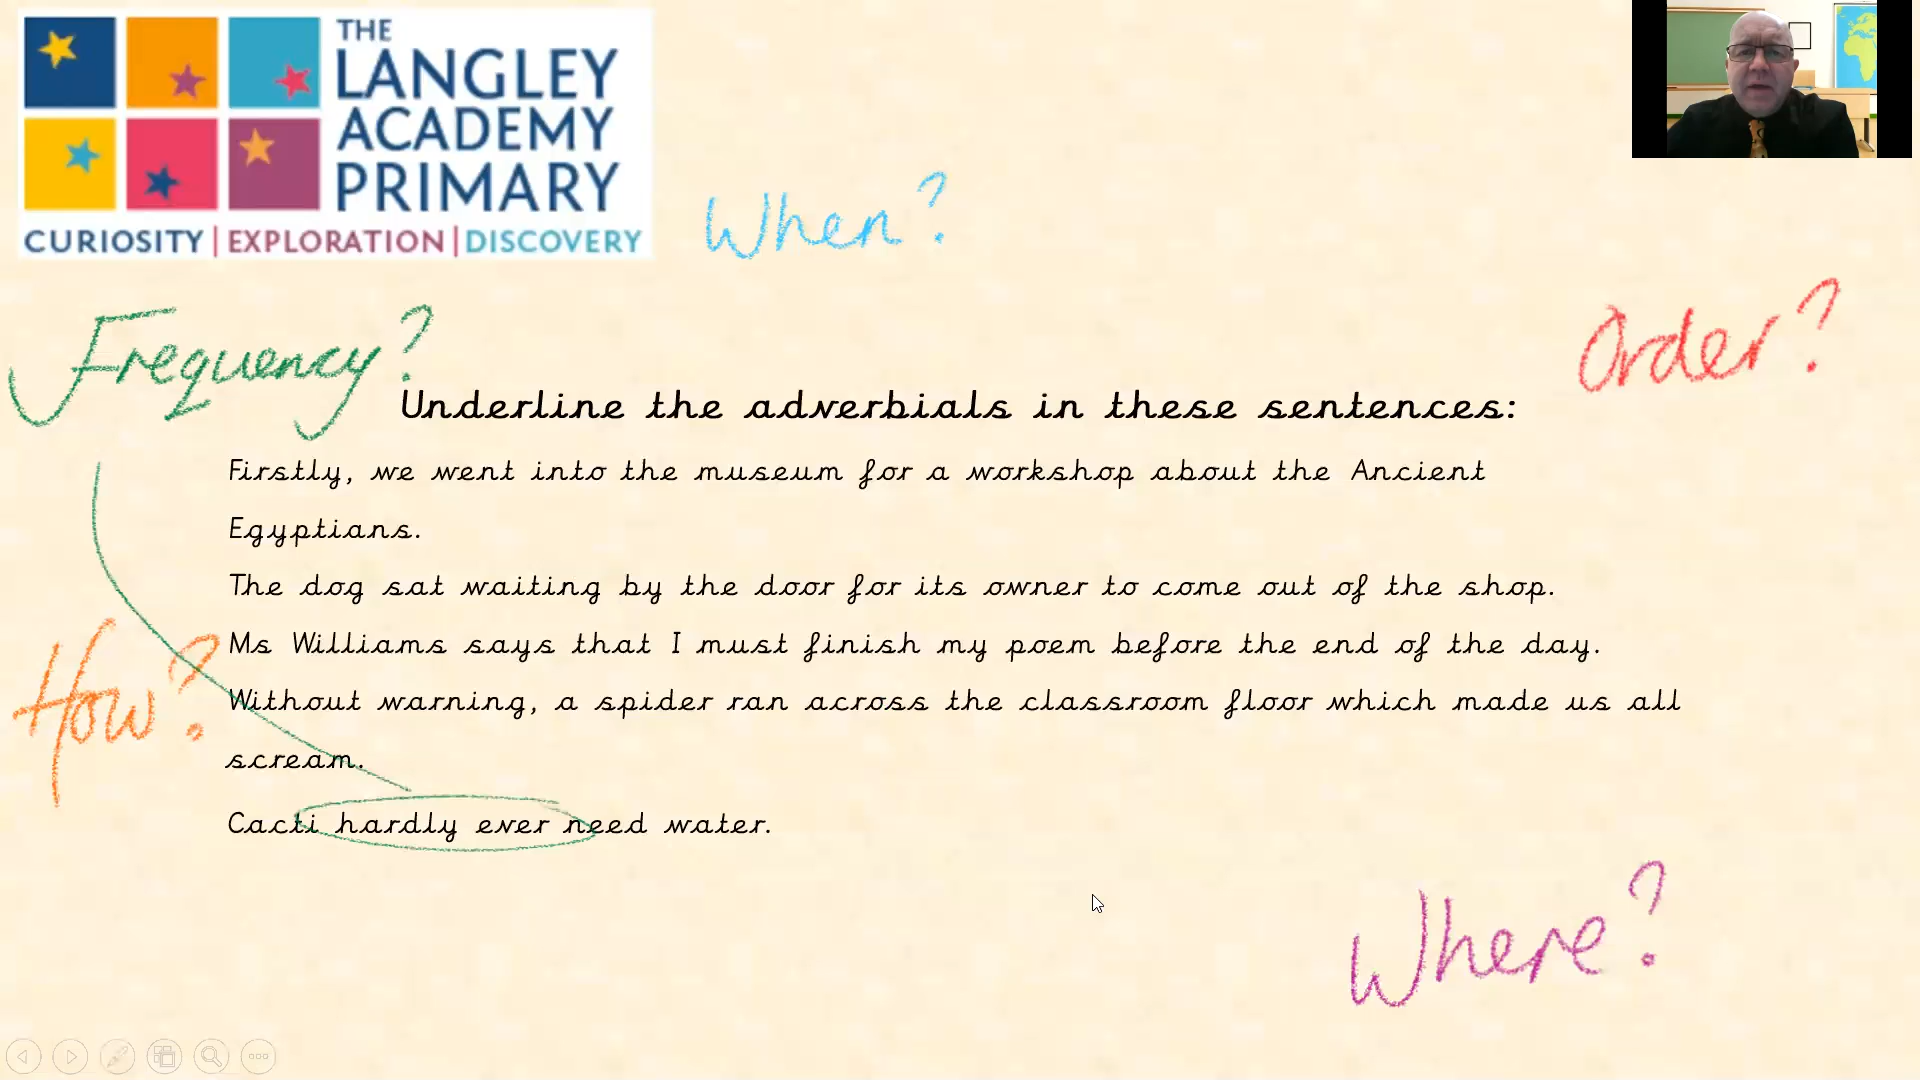 THE
LANGLEY
ACADEMY
PRIMARY
CURIOSITY | EXPLORATION | DISCOVERY
When?
Frequency?
Order?
Underline the adverbials in these sentences:
Firstly, we went into the museum for a workshop about the Ancient
Egyptians.
The dog sat waiting by the door for its owner to come out of the shop.
Ms Williams says that I must finish my poem before the end of the day.
How?
Without warning, a spider ran across the classroom floor which made us all
scream.
Cacti hardly ever need water.
Where?